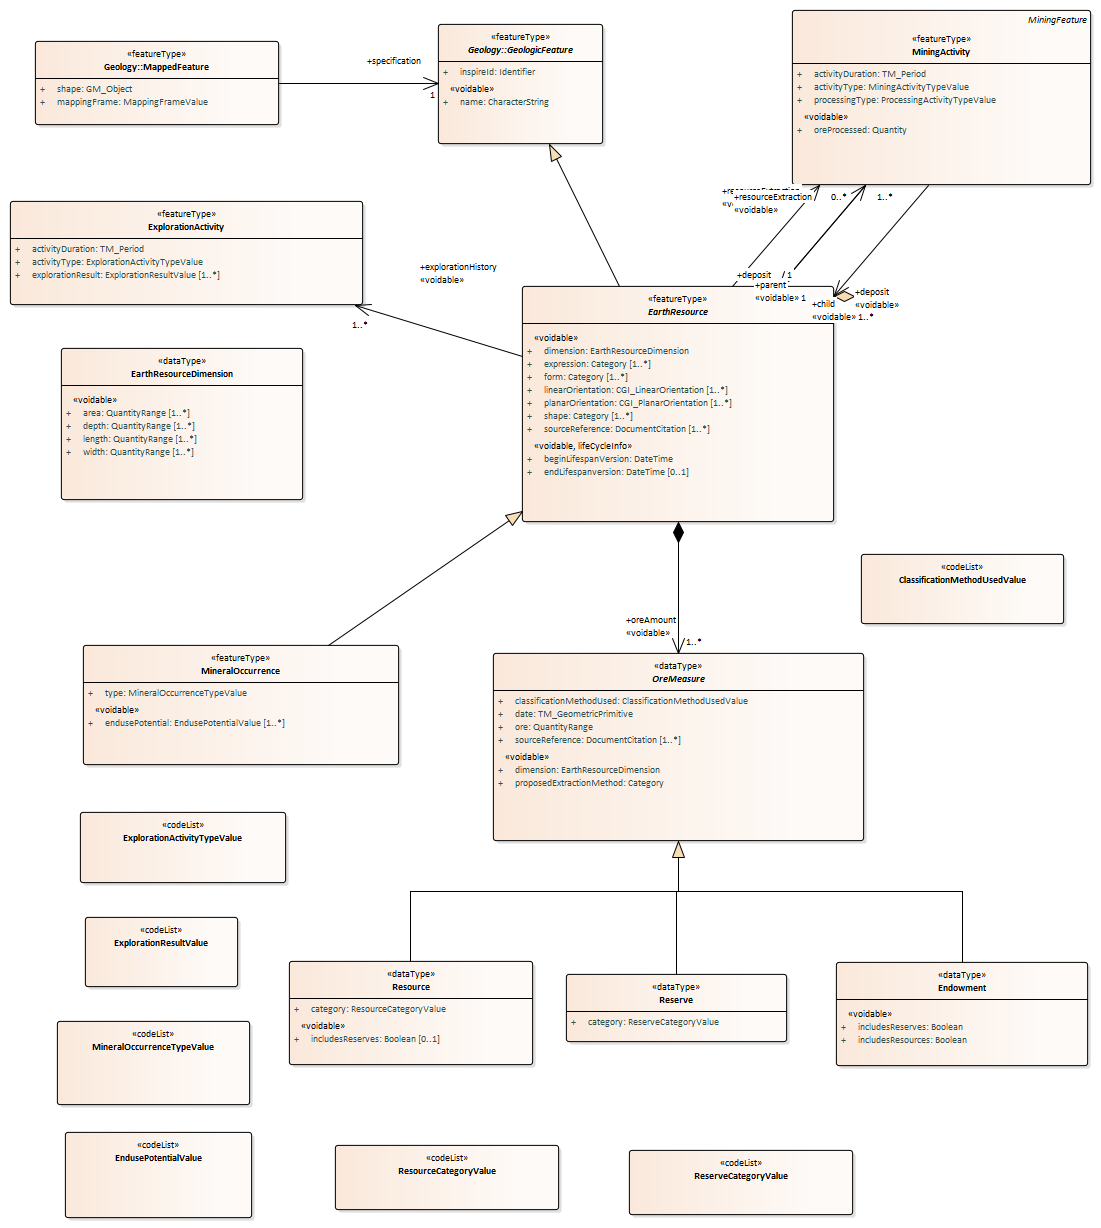 «featureType»
Geology::MappedFeature
+ shape: GM_Object
+ mappingFrame: MappingFrameValue
+specification
1
«featureType»
Geology::GeologicFeature
+ inspireId: Identifier
«voidable»
+ name: CharacterString
MiningFeature
«featureType»
MiningActivity
+ activityDuration: TM_Period
+ activityType: MiningActivityTypeValue
+ processingType: ProcessingActivityTypeValue
«voidable»
+ oreProcessed: Quantity
+resourceExtraction
«voidable»
0..*
1..*
«featureType»
ExplorationActivity
+ activityDuration: TM_Period
+ activityType: ExplorationActivityTypeValue
+ explorationResult: ExplorationResultValue [1..*]
+explorationHistory
«voidable»
1..*
+deposit
1
+parent
«voidable» 1
+child
«voidable» 1..*
+deposit
«voidable»
«featureType»
EarthResource
«voidable»
+ dimension: EarthResourceDimension
+ expression: Category [1..*]
+ form: Category [1..*]
+ linearOrientation: CGI_LinearOrientation [1..*]
+ planarOrientation: CGI_PlanarOrientation [1..*]
+ shape: Category [1..*]
+ sourceReference: DocumentCitation [1..*]
«voidable, lifeCycleInfo»
+ beginLifespanVersion: DateTime
+ endLifespanversion: DateTime [0..1]
«dataType»
EarthResourceDimension
«voidable»
+ area: QuantityRange [1..*]
+ depth: QuantityRange [1..*]
+ length: QuantityRange [1..*]
+ width: QuantityRange [1..*]
«codeList»
ClassificationMethodUsedValue
+oreAmount
«voidable»
1..*
«featureType»
MineralOccurrence
+ type: MineralOccurrenceTypeValue
«voidable»
+ endusePotential: EndusePotentialValue [1..*]
«dataType»
OreMeasure
+ classificationMethodUsed: ClassificationMethodUsedValue
+ date: TM_GeometricPrimitive
+ ore: QuantityRange
+ sourceReference: DocumentCitation [1..*]
«voidable»
+ dimension: EarthResourceDimension
+ proposedExtractionMethod: Category
«codeList»
ExplorationActivityTypeValue
«codeList»
ExplorationResultValue
«dataType»
Resource
+ category: ResourceCategoryValue
«voidable»
+ includesReserves: Boolean [0..1]
«dataType»
Reserve
+ category: ReserveCategoryValue
«dataType»
Endowment
«voidable»
+ includesReserves: Boolean
+ includesResources: Boolean
«codeList»
MineralOccurrenceTypeValue
«codeList»
EndusePotentialValue
«codeList»
ResourceCategoryValue
«codeList»
ReserveCategoryValue